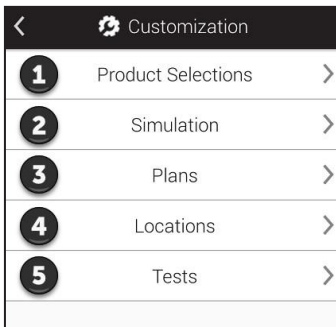 Customization
1 Product Selections
2 Simulation
3 Plans
4 Locations
5 Tests